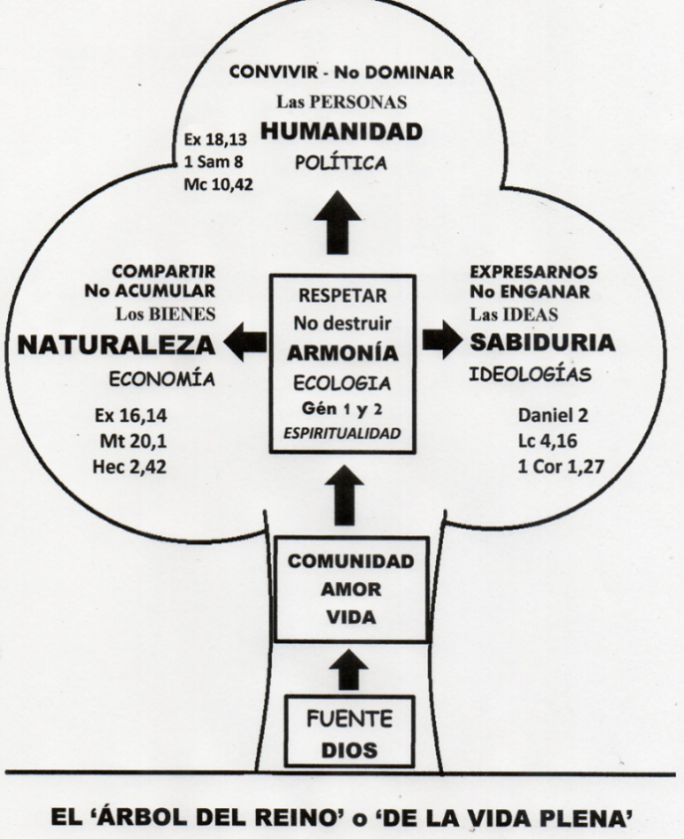 CONVIVIR - No DOMINAR
Las PERSONAS
HUMANIDAD
POLÍTICA
Ex 18,13
1 Sam 8
Mc 10,42
COMPARTIR
No ACUMULAR
Los BIENES
NATURALEZA
ECONOMÍA
Ex 16,14
Mt 20,1
Hec 2,42
RESPETAR
No destruir
ARMONÍA
ECOLOGIA
Gén 1 y 2
ESPIRITUALIDAD
EXPRESARNOS
No ENGANAR
Las IDEAS
SABIDURIA
IDEOLOGÍAS
Daniel 2
Lc 4,16
1 Cor 1,27
COMUNIDAD
AMOR
VIDA
FUENTE
DIOS
EL ‘ÁRBOL DEL REINO’ o ‘DE LA VIDA PLENA’